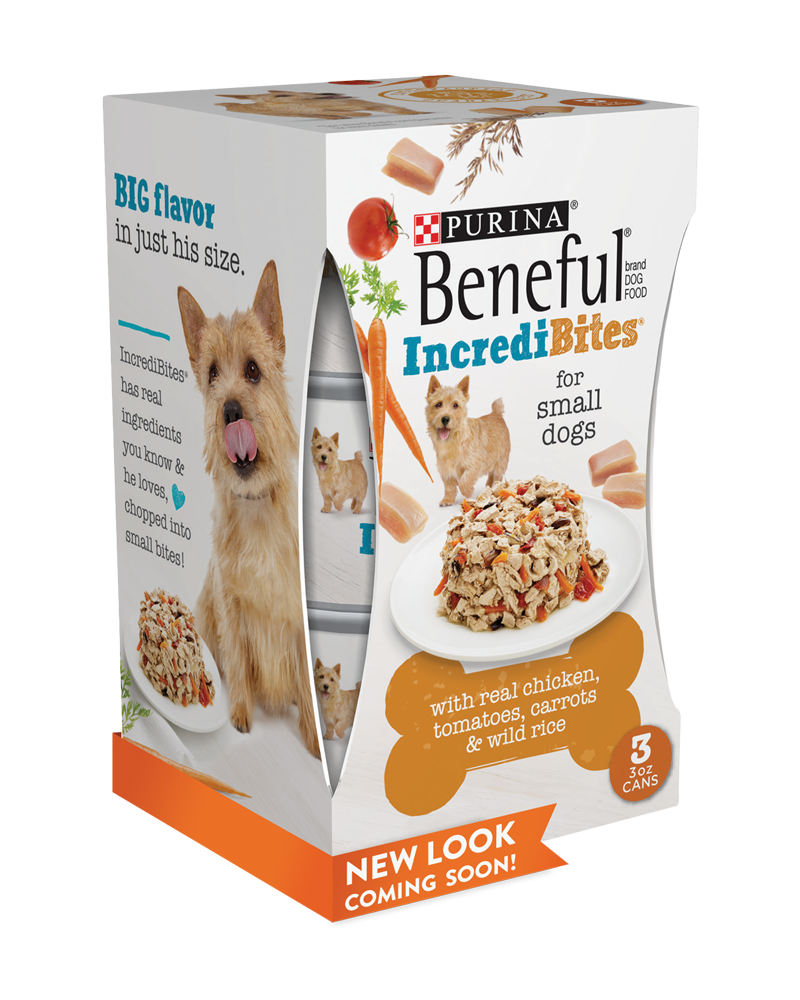 BIG flavor
in just his size.
IncrediBites®
has real
ingredients
you know &
he loves,
chopped into
small bites!
PURINA®
Beneful®
brand
DOG
FOOD
IncrediBites®
for
small
dogs
with real chicken,
tomatoes, carrots
& wild rice
3
3 oz
CANS
I
NEW LOOK
COMING SOON!